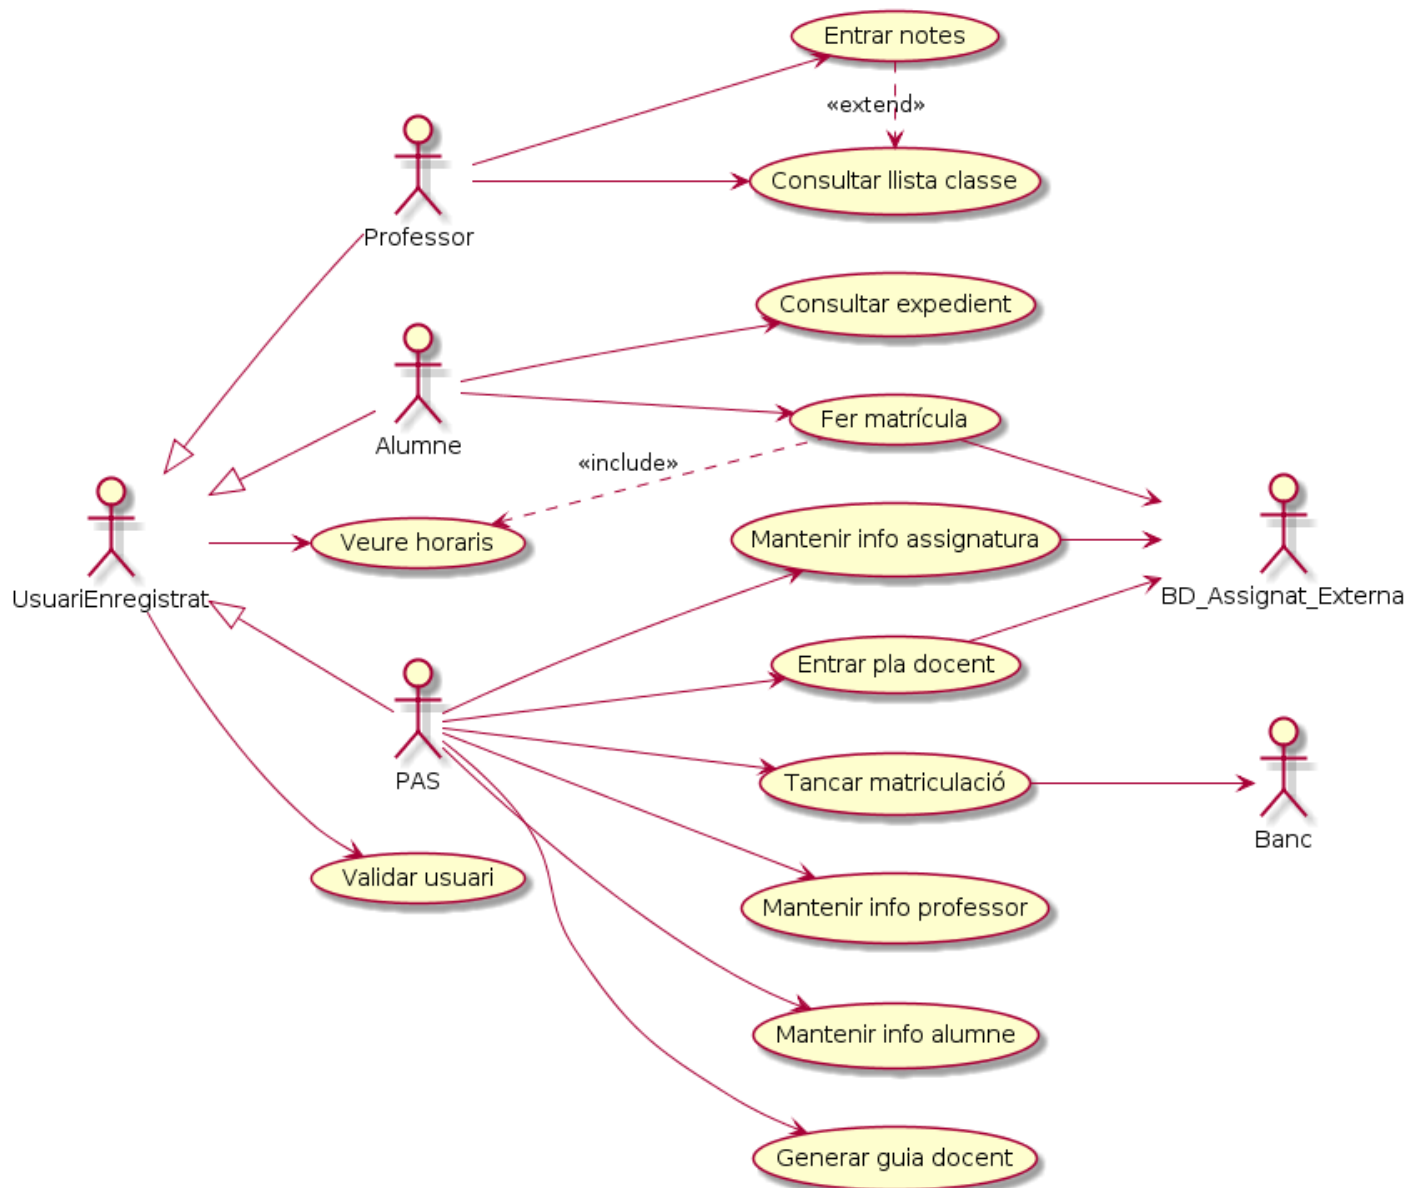 Entrar notes
«extend»
Professor
Consultar llista classe
Consultar expedient
Alumne
Fer matrícula
«include»
UsuariEnregistrat
Veure horaris
Mantenir info assignatura
BD_Assignat_Externa
Entrar pla docent
PAS
Tancar matriculació
Banc
Validar usuari
Mantenir info professor
Mantenir info alumne
Generar guia docent